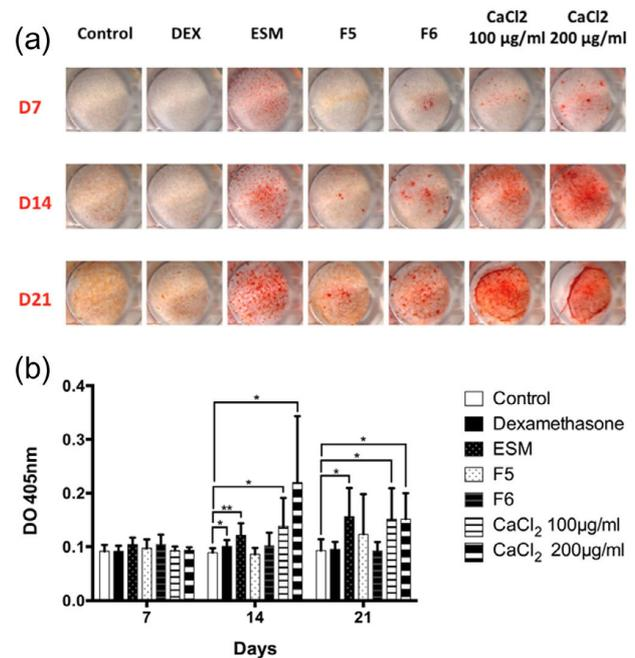 (a)
Control DEX ESM F5 F6 CaCl2 100 µg/ml CaCl2 200 µg/ml
D7
D14
D21
(b)
DO 405nm
0.4
0.3
0.2
0.1
0.0
* ** * *
* * *
7 14 21
Days
Control
Dexamethasone
ESM
F5
F6
CaCl₂ 100µg/ml
CaCl₂ 200µg/ml